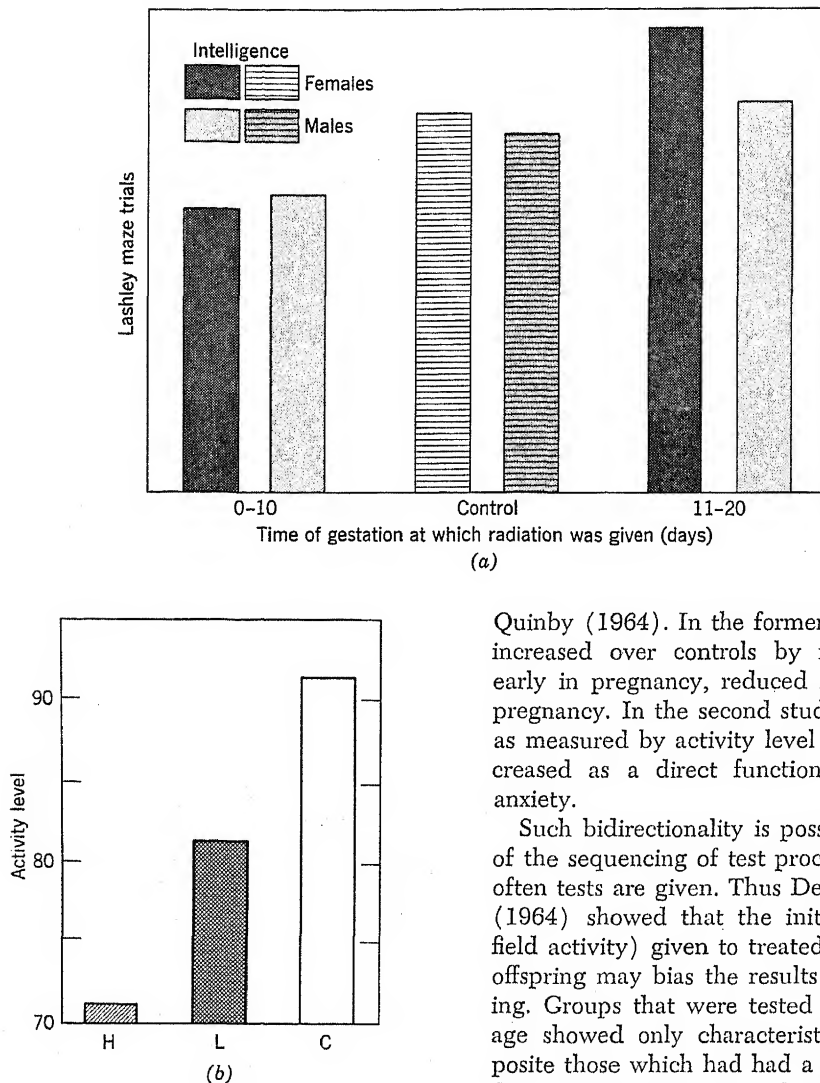 Intelligence
Females
Males
Lashley maze trials
0–10 Control 11–20
Time of gestation at which radiation was given (days)
(a)
90
80
70
Activity level
H L C
(b)
Quinby (1964). In the former
increased over controls by
early in pregnancy, reduced
pregnancy. In the second stud
as measured by activity level
creased as a direct function
anxiety.
Such bidirectionality is poss
of the sequencing of test proc
often tests are given. Thus De
(1964) showed that the init
field activity) given to treated
offspring may bias the results
ing. Groups that were tested
age showed only characterist
posite those which had had a